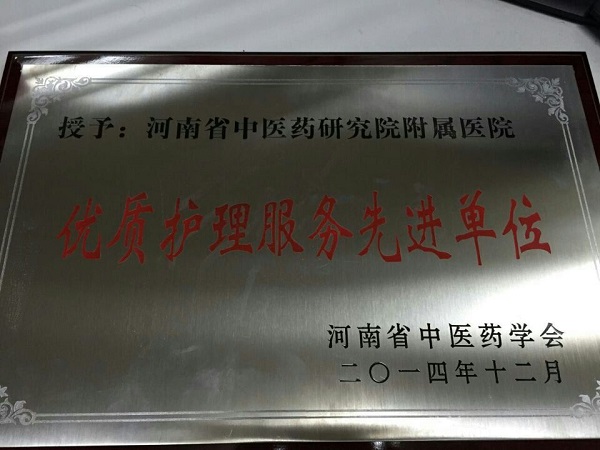 授予：河南省中医药研究院附属医院
优质护理服务先进单位
河南省中医药学会
二〇一四年十二月